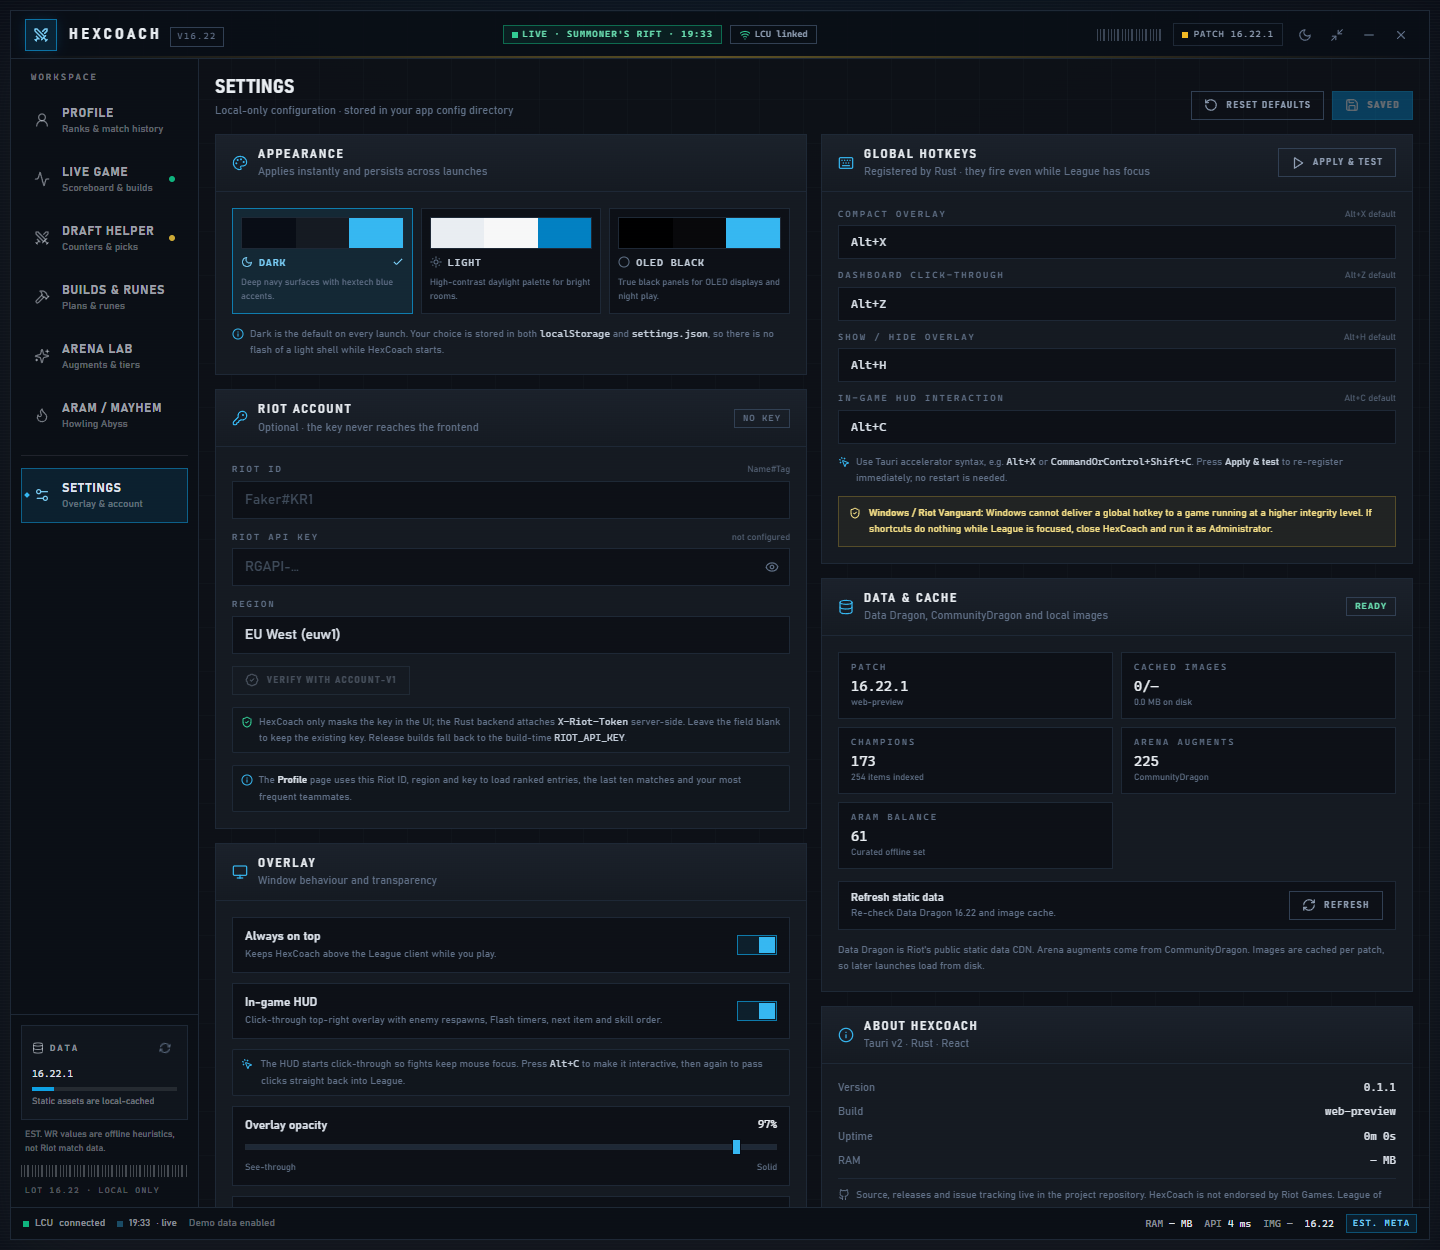 HEXCOACH
V16.22
LIVE · SUMMONER'S RIFT · 19:33
LCU linked
PATCH 16.22.1
WORKSPACE
PROFILE
Ranks & match history
LIVE GAME
Scoreboard & builds
DRAFT HELPER
Counters & picks
BUILDS & RUNES
Plans & runes
ARENA LAB
Augments & tiers
ARAM / MAYHEM
Howling Abyss
SETTINGS
Overlay & account
DATA
16.22.1
Static assets are local-cached
EST. WR values are offline heuristics,
not Riot match data.
LOT 16.22 · LOCAL ONLY
SETTINGS
Local-only configuration · stored in your app config directory
RESET DEFAULTS
SAVED
APPEARANCE
Applies instantly and persists across launches
DARK
Deep navy surfaces with hextech blue
accents.
LIGHT
High-contrast daylight palette for bright
rooms.
OLED BLACK
True black panels for OLED displays and
night play.
Dark is the default on every launch. Your choice is stored in both localStorage and settings.json, so there is no
flash of a light shell while HexCoach starts.
RIOT ACCOUNT
Optional · the key never reaches the frontend
NO KEY
RIOT ID
Name#Tag
Faker#KR1
RIOT API KEY
not configured
RGAPI-…
REGION
EU West (euw1)
VERIFY WITH ACCOUNT-V1
HexCoach only masks the key in the UI; the Rust backend attaches X-Riot-Token server-side. Leave the field blank
to keep the existing key. Release builds fall back to the build-time RIOT_API_KEY.
The Profile page uses this Riot ID, region and key to load ranked entries, the last ten matches and your most
frequent teammates.
OVERLAY
Window behaviour and transparency
Always on top
Keeps HexCoach above the League client while you play.
In-game HUD
Click-through top-right overlay with enemy respawns, Flash timers, next item and skill order.
The HUD starts click-through so fights keep mouse focus. Press Alt+C to make it interactive, then again to pass
clicks straight back into League.
Overlay opacity
97%
See-through
Solid
GLOBAL HOTKEYS
Registered by Rust · they fire even while League has focus
APPLY & TEST
COMPACT OVERLAY
Alt+X default
Alt+X
DASHBOARD CLICK-THROUGH
Alt+Z default
Alt+Z
SHOW / HIDE OVERLAY
Alt+H default
Alt+H
IN-GAME HUD INTERACTION
Alt+C default
Alt+C
Use Tauri accelerator syntax, e.g. Alt+X or CommandOrControl+Shift+C. Press Apply & test to re-register
immediately; no restart is needed.
Windows / Riot Vanguard: Windows cannot deliver a global hotkey to a game running at a higher integrity level. If
shortcuts do nothing while League is focused, close HexCoach and run it as Administrator.
DATA & CACHE
Data Dragon, CommunityDragon and local images
READY
PATCH
16.22.1
web-preview
CACHED IMAGES
0/—
0.0 MB on disk
CHAMPIONS
173
254 items indexed
ARENA AUGMENTS
225
CommunityDragon
ARAM BALANCE
61
Curated offline set
Refresh static data
Re-check Data Dragon 16.22 and image cache.
REFRESH
Data Dragon is Riot's public static data CDN. Arena augments come from CommunityDragon. Images are cached per patch,
so later launches load from disk.
ABOUT HEXCOACH
Tauri v2 · Rust · React
Version
0.1.1
Build
web-preview
Uptime
0m 0s
RAM
— MB
Source, releases and issue tracking live in the project repository. HexCoach is not endorsed by Riot Games. League of
LCU connected
19:33 · live
Demo data enabled
RAM — MB
API 4 ms
IMG —
16.22
EST. META